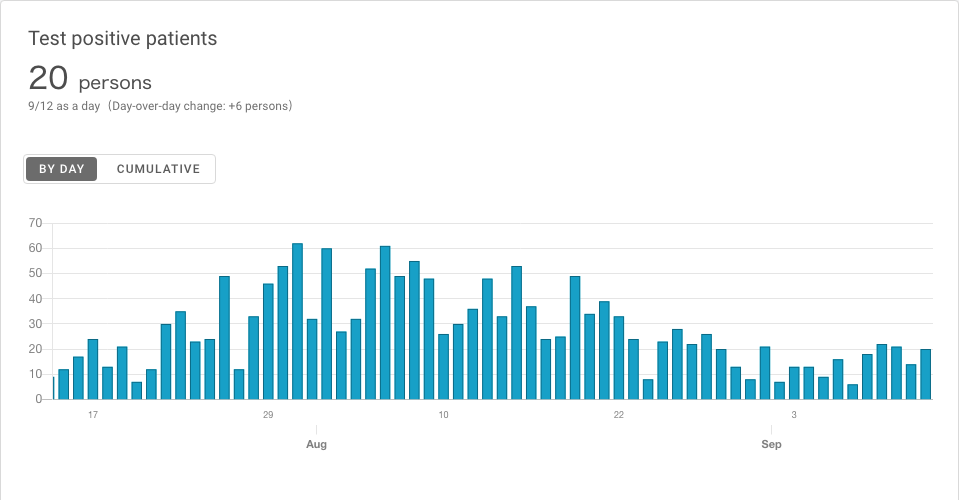 Test positive patients
20 persons
9/12 as a day（Day-over-day change: +6 persons）
BY DAY CUMULATIVE
70
60
50
40
30
20
10
0
17 29 10 22 3
Aug Sep